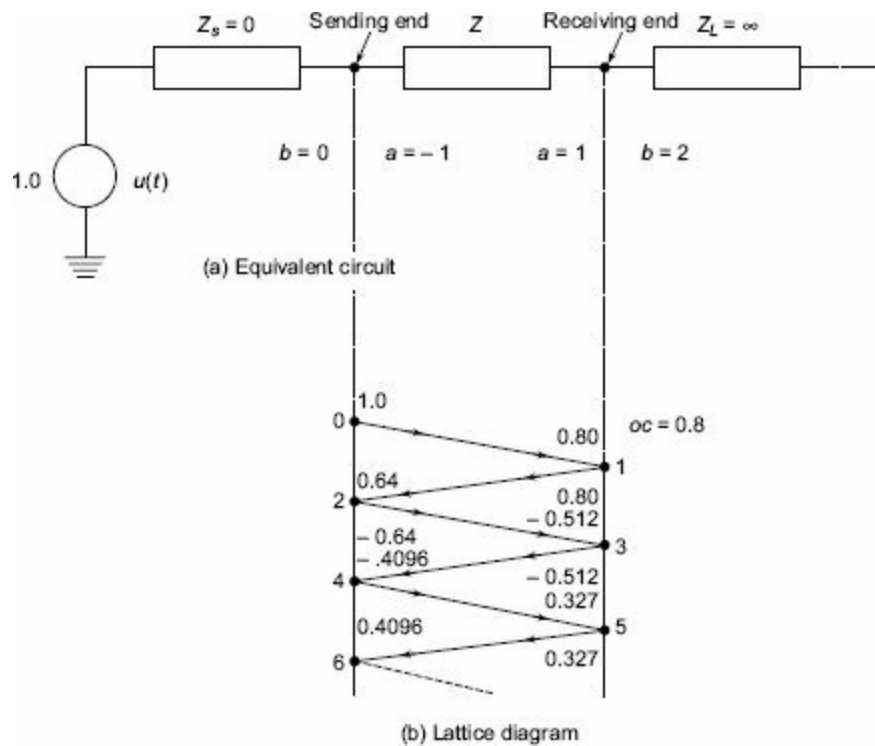 Z_s = 0
Sending end
Z
Receiving end
Z_L = ∞
b = 0
a = – 1
a = 1
b = 2
1.0
u(t)
(a) Equivalent circuit
1.0
0
oc = 0.8
0.80
1
0.64
2
0.80
– 0.512
– 0.64
3
– .4096
4
– 0.512
0.327
0.4096
5
0.327
6
(b) Lattice diagram